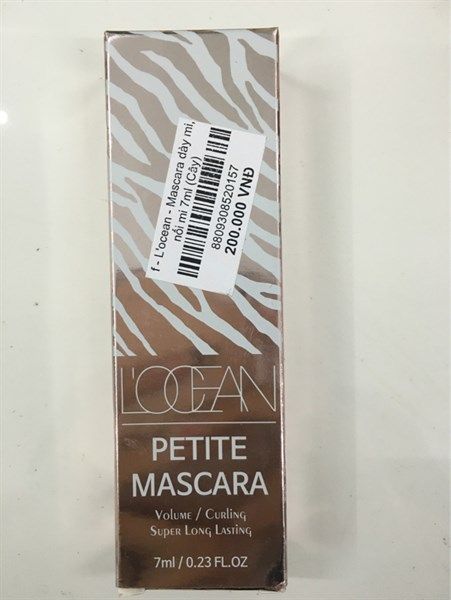 f - L'ocean - Mascara dày mi,
nối mi 7ml (Cây)
8809308520157
200.000 VNĐ
L'OCEAN
PETITE
MASCARA
VOLUME / CURLING
SUPER LONG LASTING
7ml / 0.23 FL.OZ